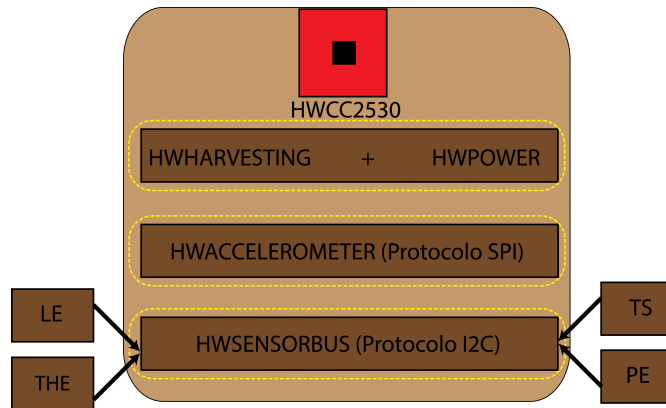 HWCC2530
HWHARVESTING + HWPOWER
HWACCELEROMETER (Protocolo SPI)
LE
TS
HWSENSORBUS (Protocolo I2C)
THE
PE